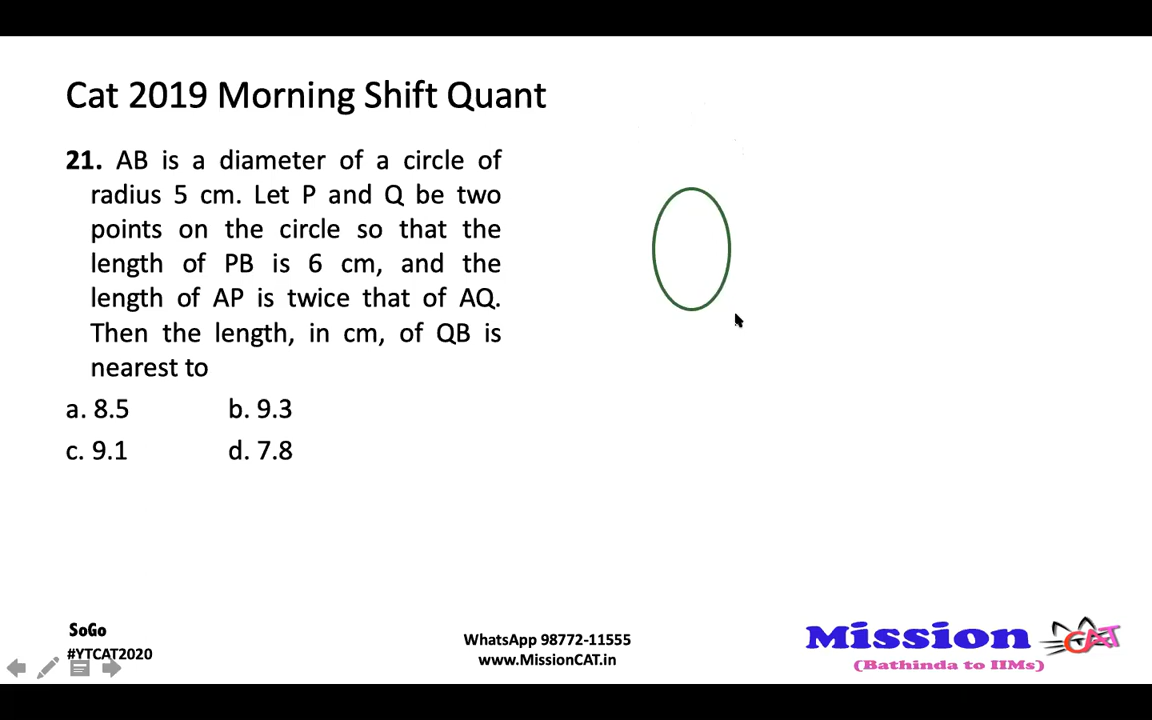 Cat 2019 Morning Shift Quant
21. AB is a diameter of a circle of
radius 5 cm. Let P and Q be two
points on the circle so that the
length of PB is 6 cm, and the
length of AP is twice that of AQ.
Then the length, in cm, of QB is
nearest to
a. 8.5 b. 9.3
c. 9.1 d. 7.8
SoGo
#YTCAT2020
WhatsApp 98772-11555
www.MissionCAT.in
Mission CAT
(Bathinda to IIMs)